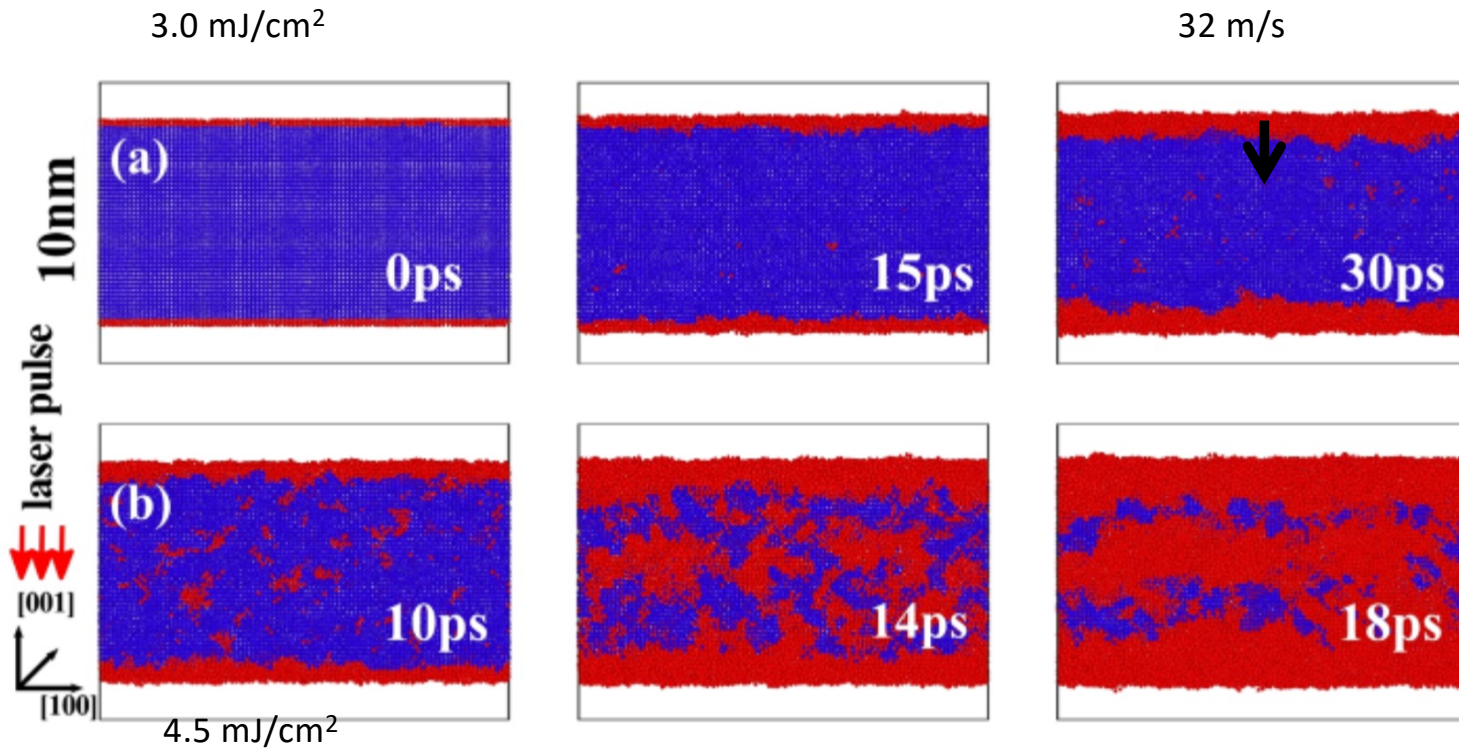 3.0 mJ/cm²
32 m/s
10nm
(a)
0ps
15ps
30ps
laser pulse
(b)
10ps
14ps
18ps
[001]
[100]
4.5 mJ/cm²